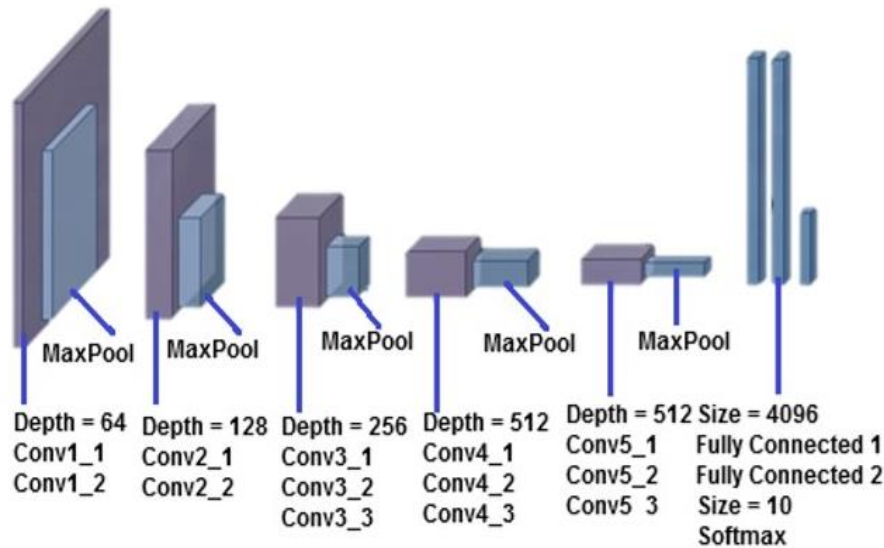 MaxPool
MaxPool
MaxPool
MaxPool
MaxPool
Depth = 64
Conv1_1
Conv1_2
Depth = 128
Conv2_1
Conv2_2
Depth = 256
Conv3_1
Conv3_2
Conv3_3
Depth = 512
Conv4_1
Conv4_2
Conv4_3
Depth = 512
Conv5_1
Conv5_2
Conv5 3
Size = 4096
Fully Connected 1
Fully Connected 2
Size = 10
Softmax